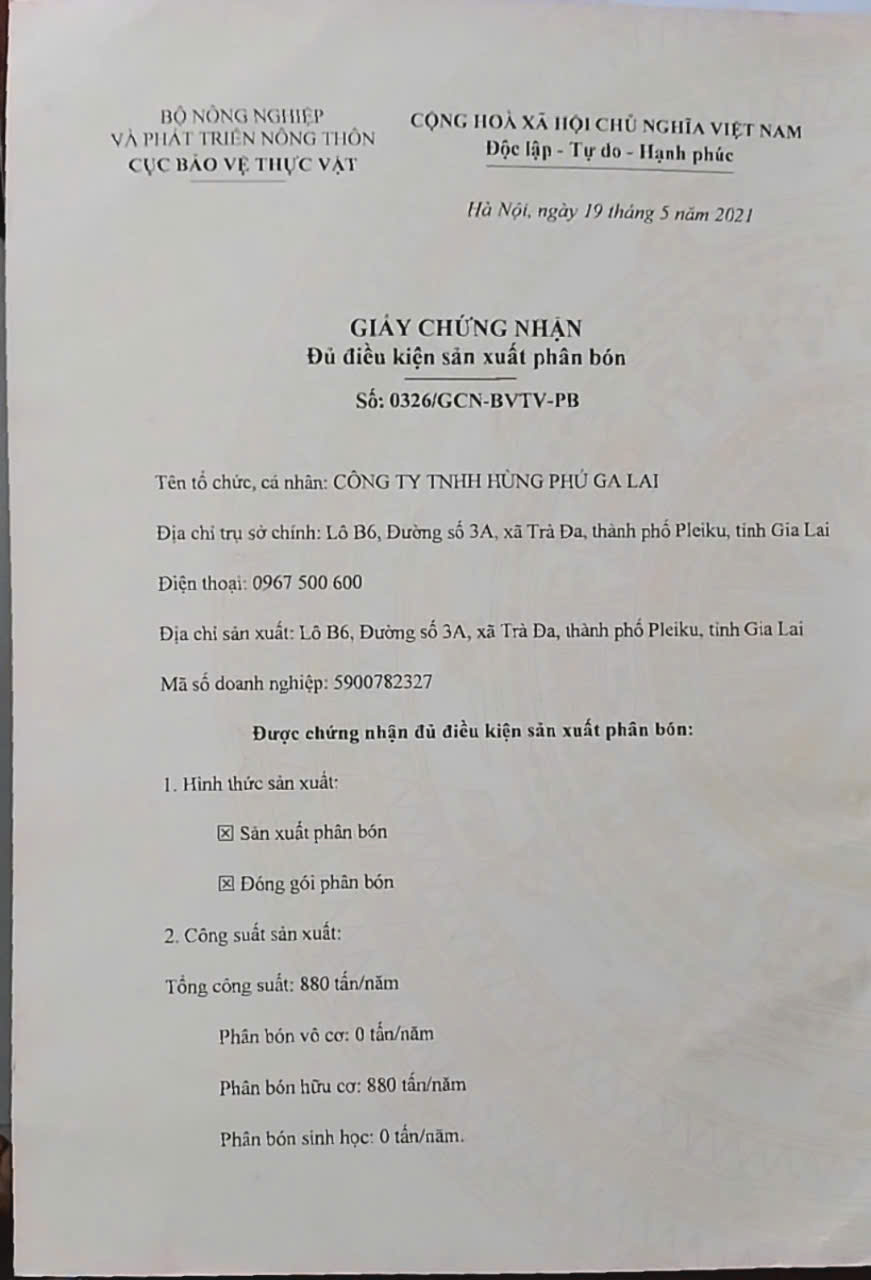 BỘ NÔNG NGHIỆP
VÀ PHÁT TRIỂN NÔNG THÔN
CỤC BẢO VỆ THỰC VẬT
CỘNG HOÀ XÃ HỘI CHỦ NGHĨA VIỆT NAM
Độc lập - Tự do - Hạnh phúc
Hà Nội, ngày 19 tháng 5 năm 2021
GIẤY CHỨNG NHẬN
Đủ điều kiện sản xuất phân bón
Số: 0326/GCN-BVTV-PB
Tên tổ chức, cá nhân: CÔNG TY TNHH HÙNG PHÚ GA LAI
Địa chỉ trụ sở chính: Lô B6, Đường số 3A, xã Trà Đa, thành phố Pleiku, tỉnh Gia Lai
Điện thoại: 0967 500 600
Địa chỉ sản xuất: Lô B6, Đường số 3A, xã Trà Đa, thành phố Pleiku, tỉnh Gia Lai
Mã số doanh nghiệp: 5900782327
Được chứng nhận đủ điều kiện sản xuất phân bón:
1. Hình thức sản xuất:
☒ Sản xuất phân bón
☒ Đóng gói phân bón
2. Công suất sản xuất:
Tổng công suất: 880 tấn/năm
Phân bón vô cơ: 0 tấn/năm
Phân bón hữu cơ: 880 tấn/năm
Phân bón sinh học: 0 tấn/năm.